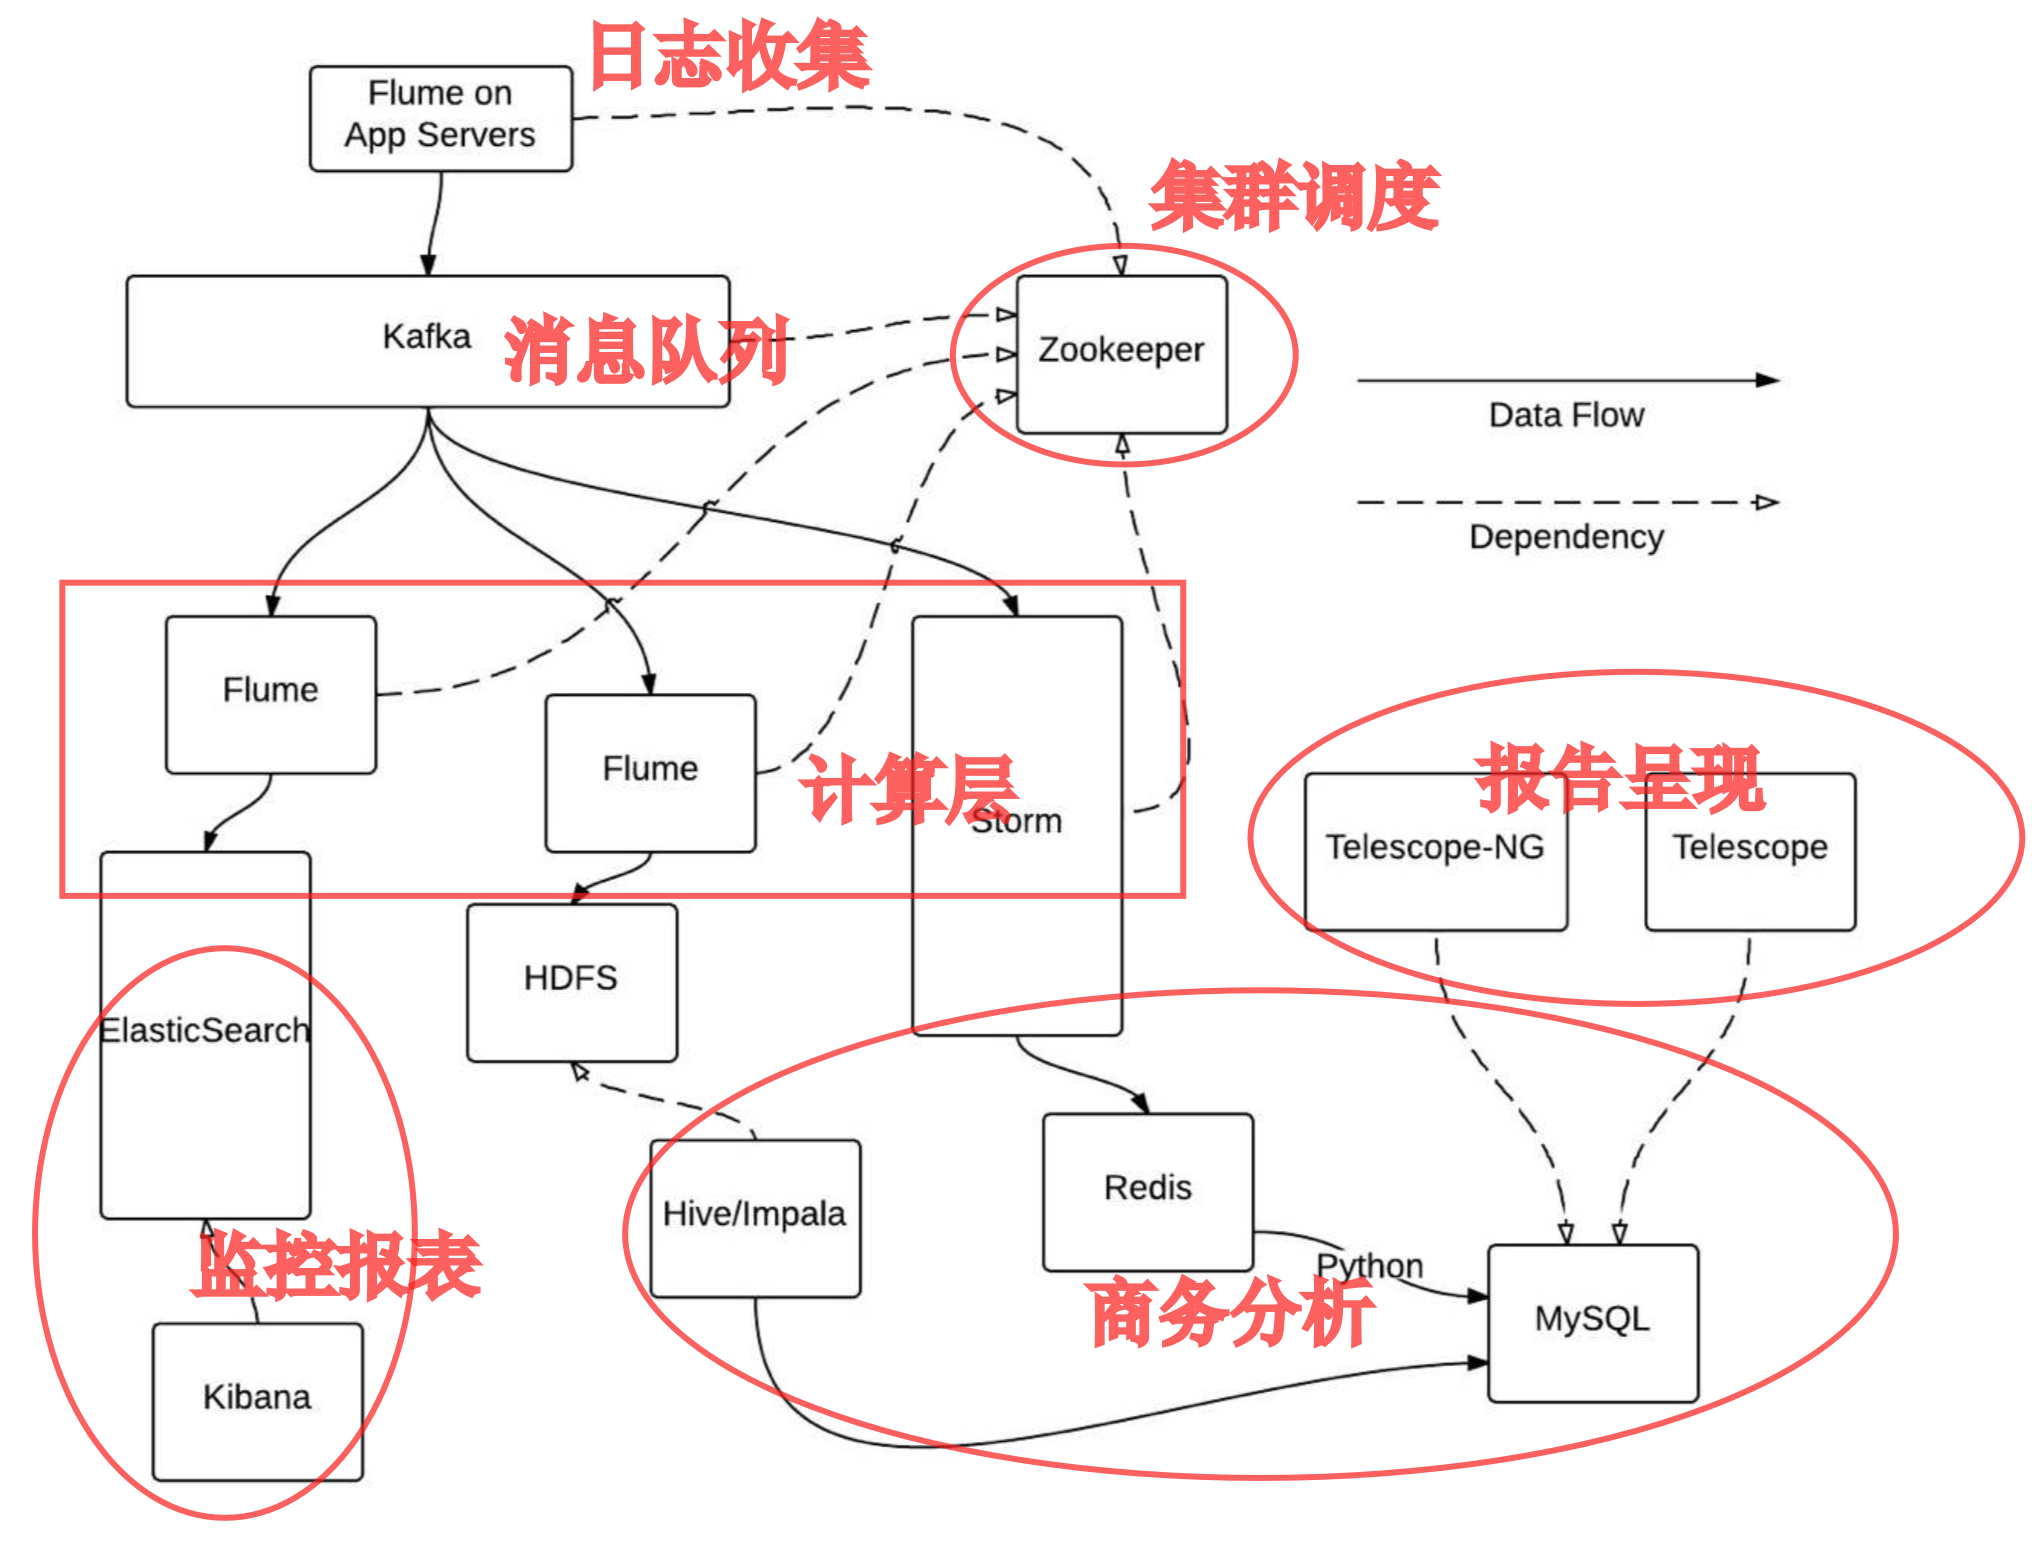 日志收集
Flume on
App Servers
集群调度
Kafka
消息队列
Zookeeper
Data Flow
Dependency
Flume
Flume
计算层
Storm
报告呈现
Telescope-NG
Telescope
HDFS
ElasticSearch
Redis
Hive/Impala
监控报表
Python
商务分析
MySQL
Kibana